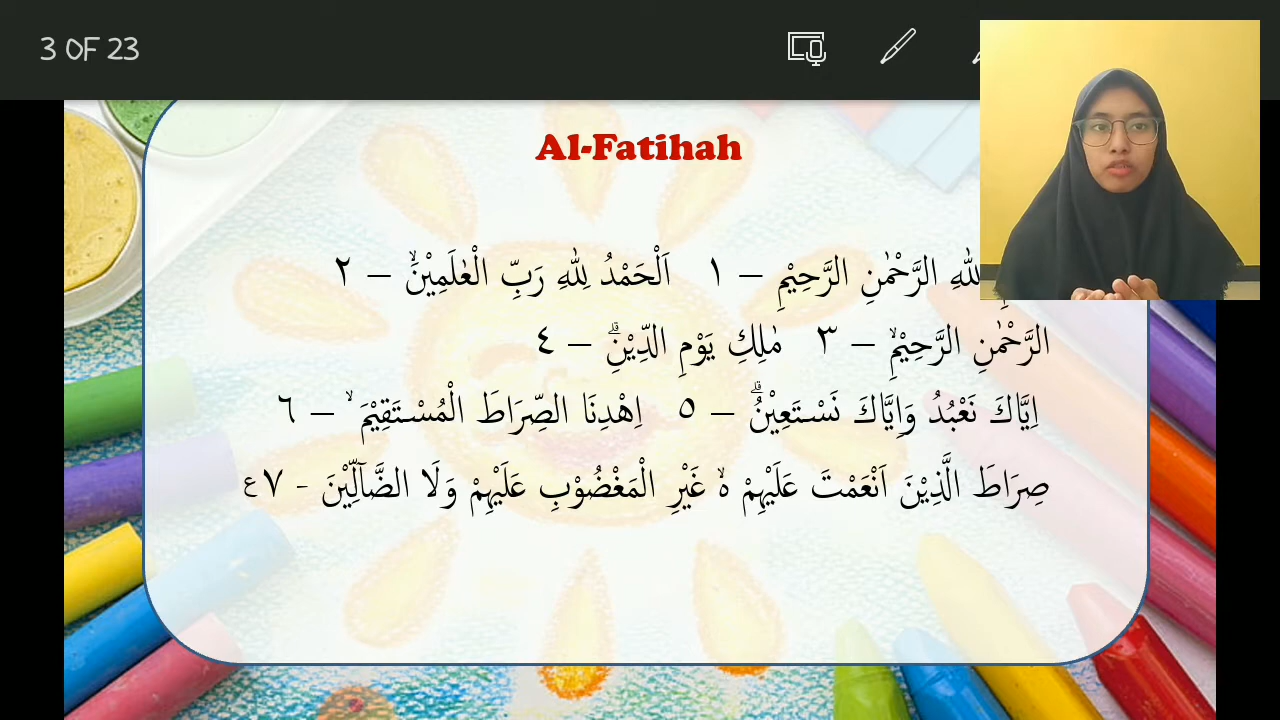 3 OF 23
Al-Fatihah
اللّٰهِ الرَّحْمٰنِ الرَّحِيْمِ – ١ اَلْحَمْدُ لِلّٰهِ رَبِّ الْعٰلَمِيْنَۙ – ٢
الرَّحْمٰنِ الرَّحِيْمِۙ – ٣ مٰلِكِ يَوْمِ الدِّيْنِۗ – ٤
اِيَّاكَ نَعْبُدُ وَاِيَّاكَ نَسْتَعِيْنُۗ – ٥ اِهْدِنَا الصِّرَاطَ الْمُسْتَقِيْمَ ۙ – ٦
صِرَاطَ الَّذِيْنَ اَنْعَمْتَ عَلَيْهِمْ ەۙ غَيْرِ الْمَغْضُوْبِ عَلَيْهِمْ وَلَا الضَّاۤلِّيْنَ - ٧ ع